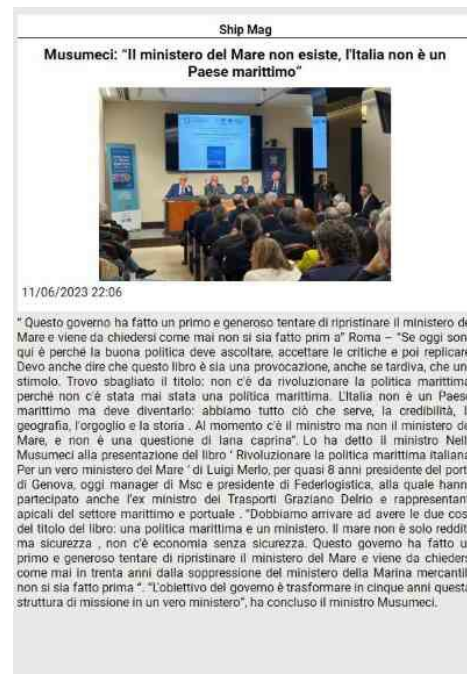 Ship Mag
Musumeci: “Il ministero del Mare non esiste, l'Italia non è un
Paese marittimo”
11/06/2023 22:06
“ Questo governo ha fatto un primo e generoso tentare di ripristinare il ministero de
Mare e viene da chiedersi come mai non si sia fatto prim a” Roma – “Se oggi son
qui è perché la buona politica deve ascoltare, accettare le critiche e poi replicare
Devo anche dire che questo libro è sia una provocazione, anche se tardiva, che un
stimolo. Trovo sbagliato il titolo: non c'è da rivoluzionare la politica marittima
perché non c'è stata mai stata una politica marittima. L'Italia non è un Paese
marittimo ma deve diventarlo: abbiamo tutto ciò che serve, la credibilità, l
geografia, l'orgoglio e la storia . Al momento c'è il ministro ma non il ministero de
Mare, e non è una questione di lana caprina”. Lo ha detto il ministro Nell
Musumeci alla presentazione del libro ‘ Rivoluzionare la politica marittima italiana
Per un vero ministero del Mare ’ di Luigi Merlo, per quasi 8 anni presidente del port
di Genova, oggi manager di Msc e presidente di Federlogistica, alla quale hann
partecipato anche l'ex ministro dei Trasporti Graziano Delrio e rappresentan
apicali del settore marittimo e portuale . “Dobbiamo arrivare ad avere le due cos
del titolo del libro: una politica marittima e un ministero. Il mare non è solo reddit
ma sicurezza , non c'è economia senza sicurezza. Questo governo ha fatto u
primo e generoso tentare di ripristinare il ministero del Mare e viene da chieders
come mai in trenta anni dalla soppressione del ministero della Marina mercantil
non si sia fatto prima “. “L'obiettivo del governo è trasformare in cinque anni questa
struttura di missione in un vero ministero”, ha concluso il ministro Musumeci.